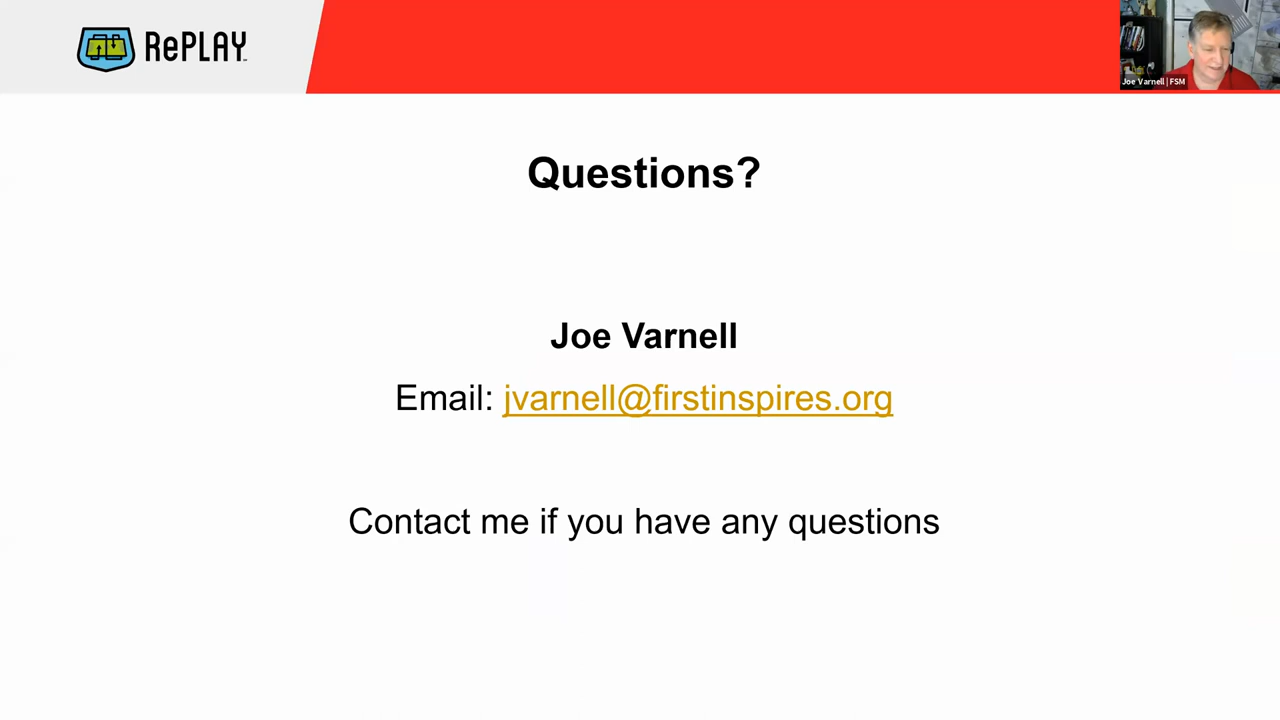 RePLAY
Joe Varnell | FSM
Questions?
Joe Varnell
Email: jvarnell@firstinspires.org
Contact me if you have any questions